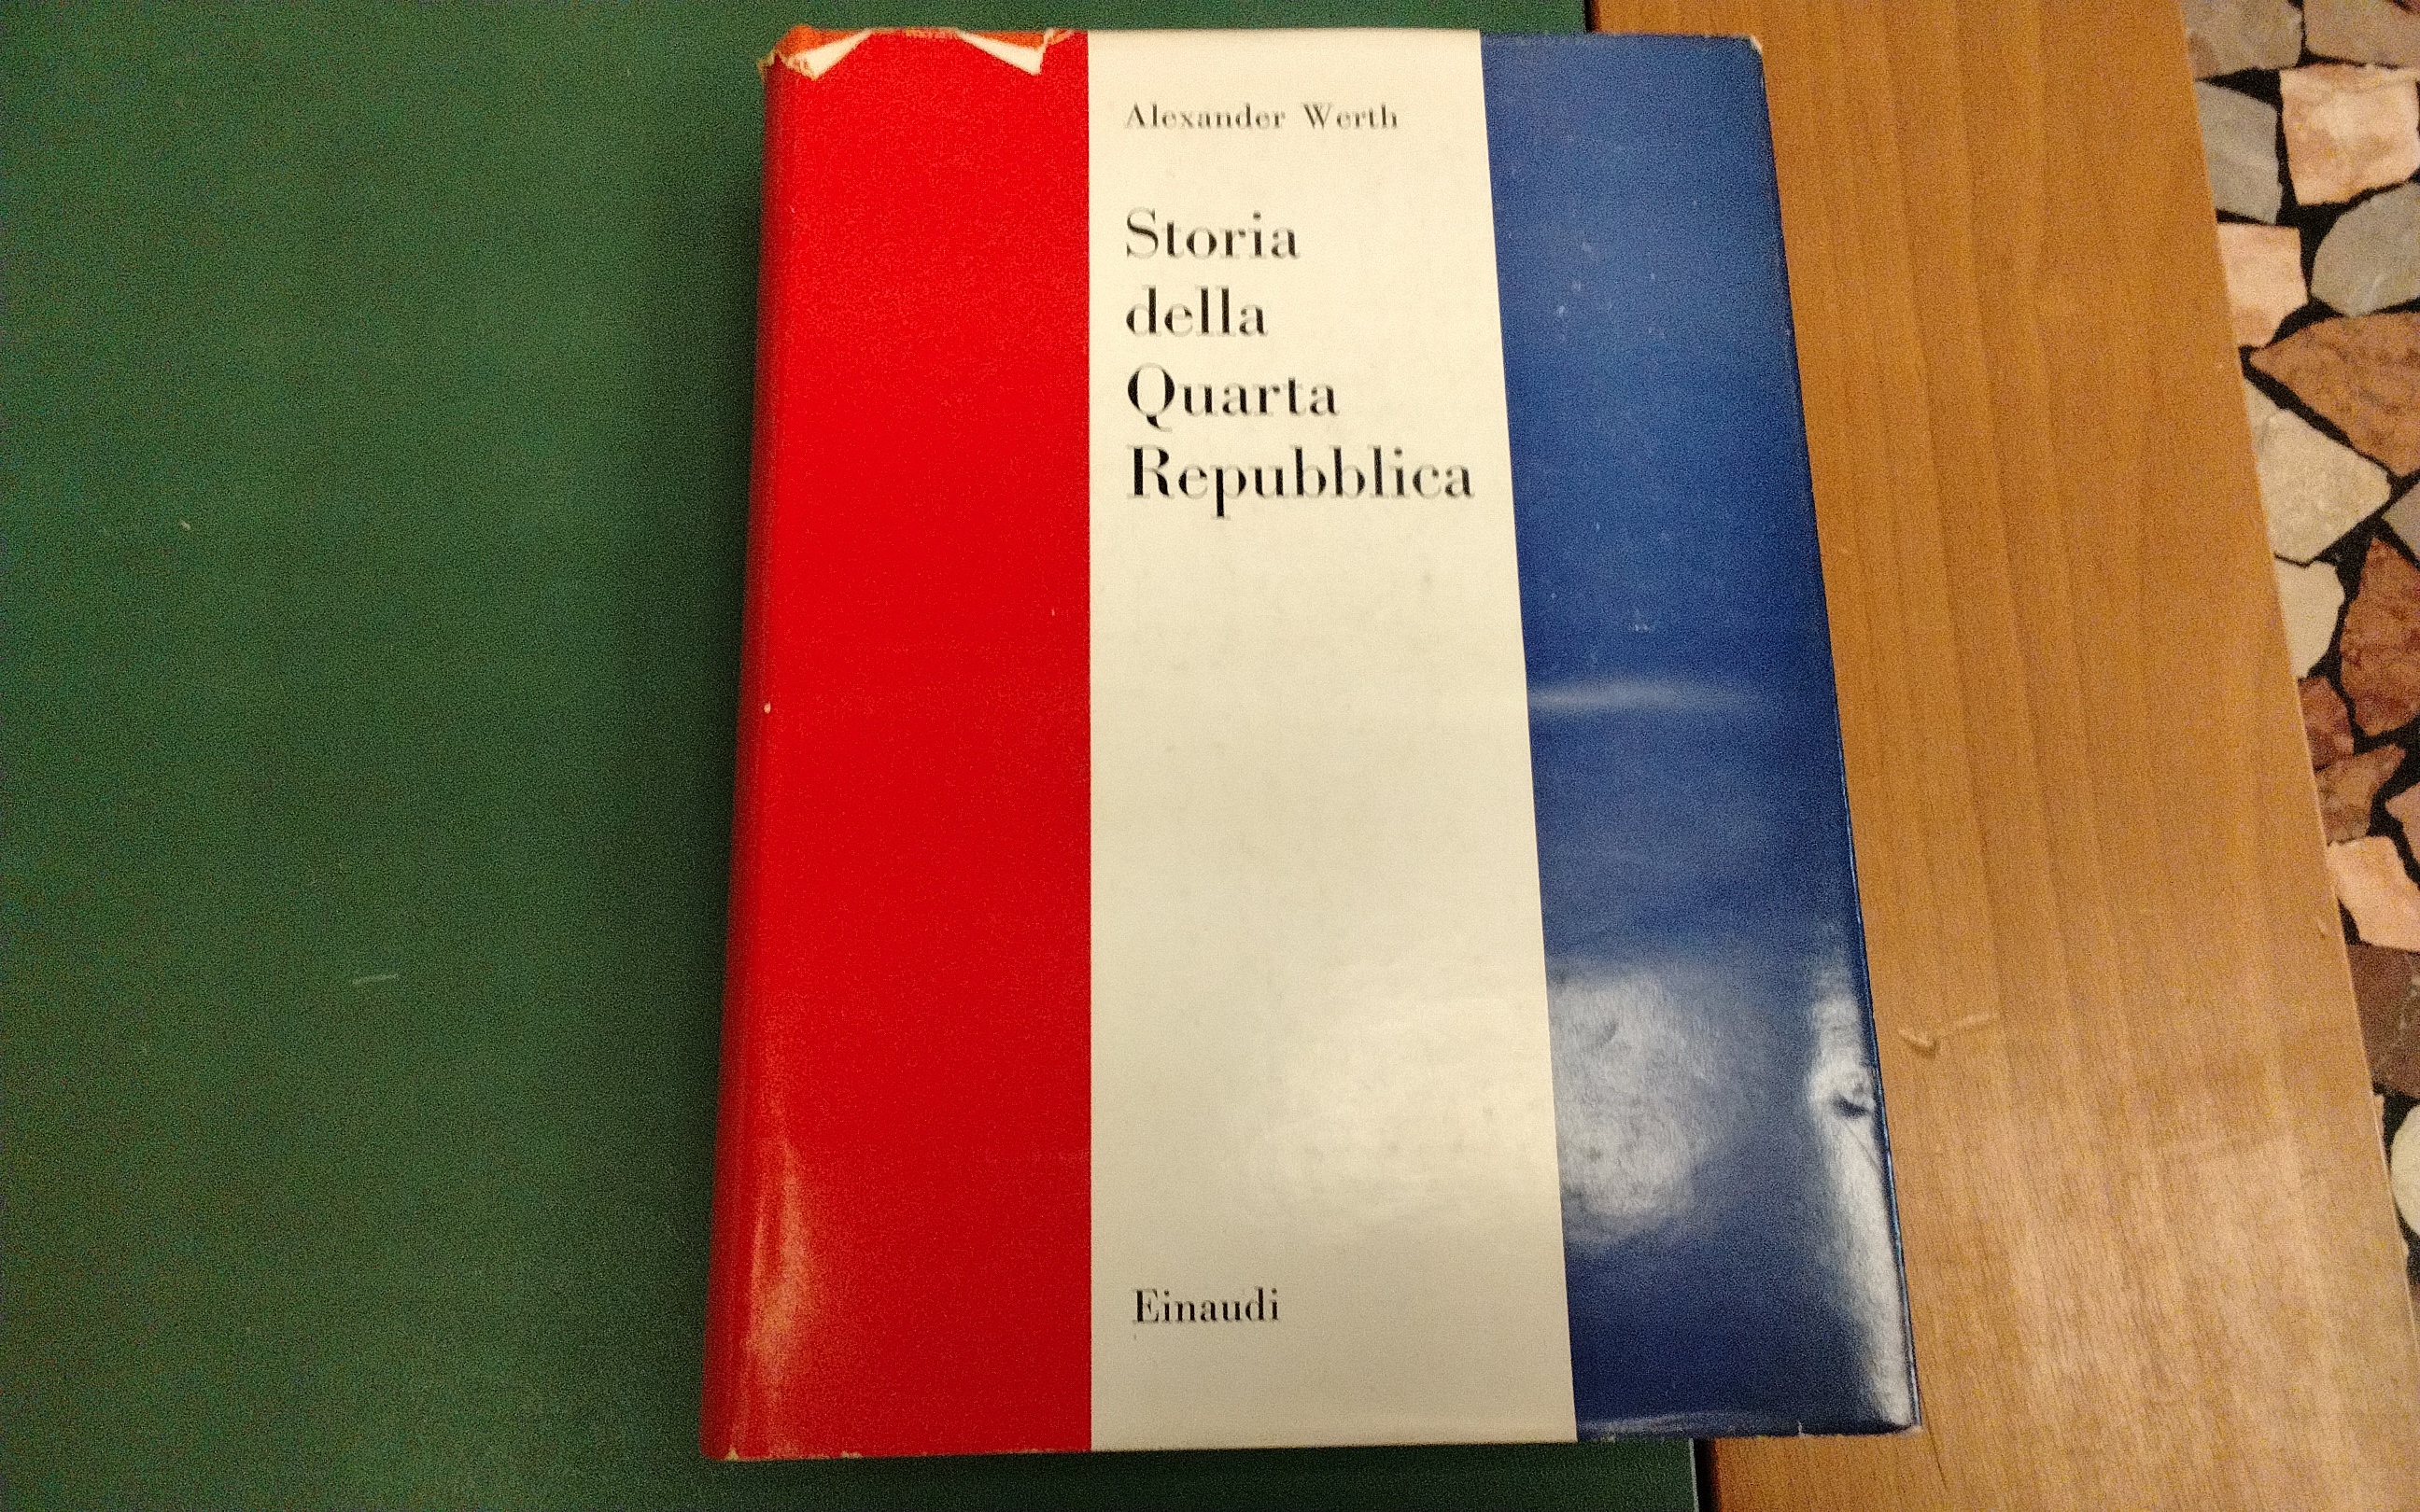 Alexander Werth
Storia
della
Quarta
Repubblica
Einaudi